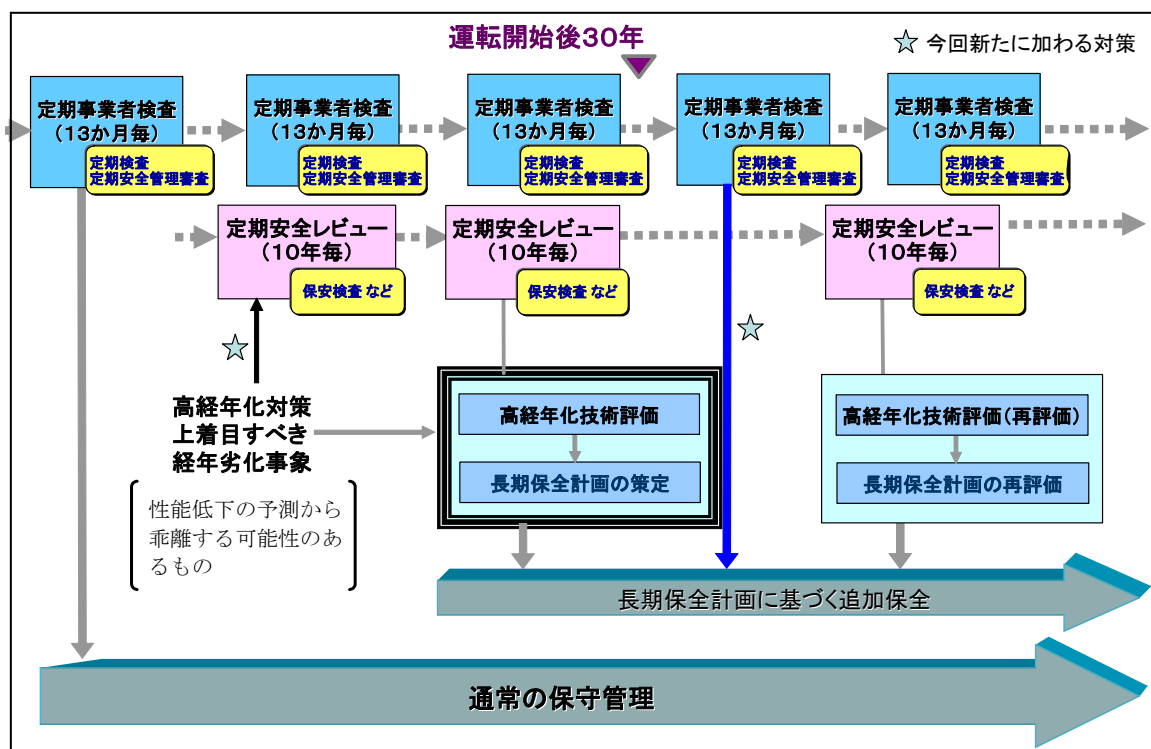 運転開始後30年
☆ 今回新たに加わる対策
定期事業者検査
(13か月毎)
定期検査
定期安全管理審査
定期事業者検査
(13か月毎)
定期検査
定期安全管理審査
定期事業者検査
(13か月毎)
定期検査
定期安全管理審査
定期事業者検査
(13か月毎)
定期検査
定期安全管理審査
定期事業者検査
(13か月毎)
定期検査
定期安全管理審査
定期安全レビュー
(10年毎)
保安検査 など
定期安全レビュー
(10年毎)
保安検査 など
定期安全レビュー
(10年毎)
保安検査 など
高経年化対策
上着目すべき
経年劣化事象
性能低下の予測から
乖離する可能性のあ
るもの
高経年化技術評価
長期保全計画の策定
高経年化技術評価(再評価)
長期保全計画の再評価
長期保全計画に基づく追加保全
通常の保守管理